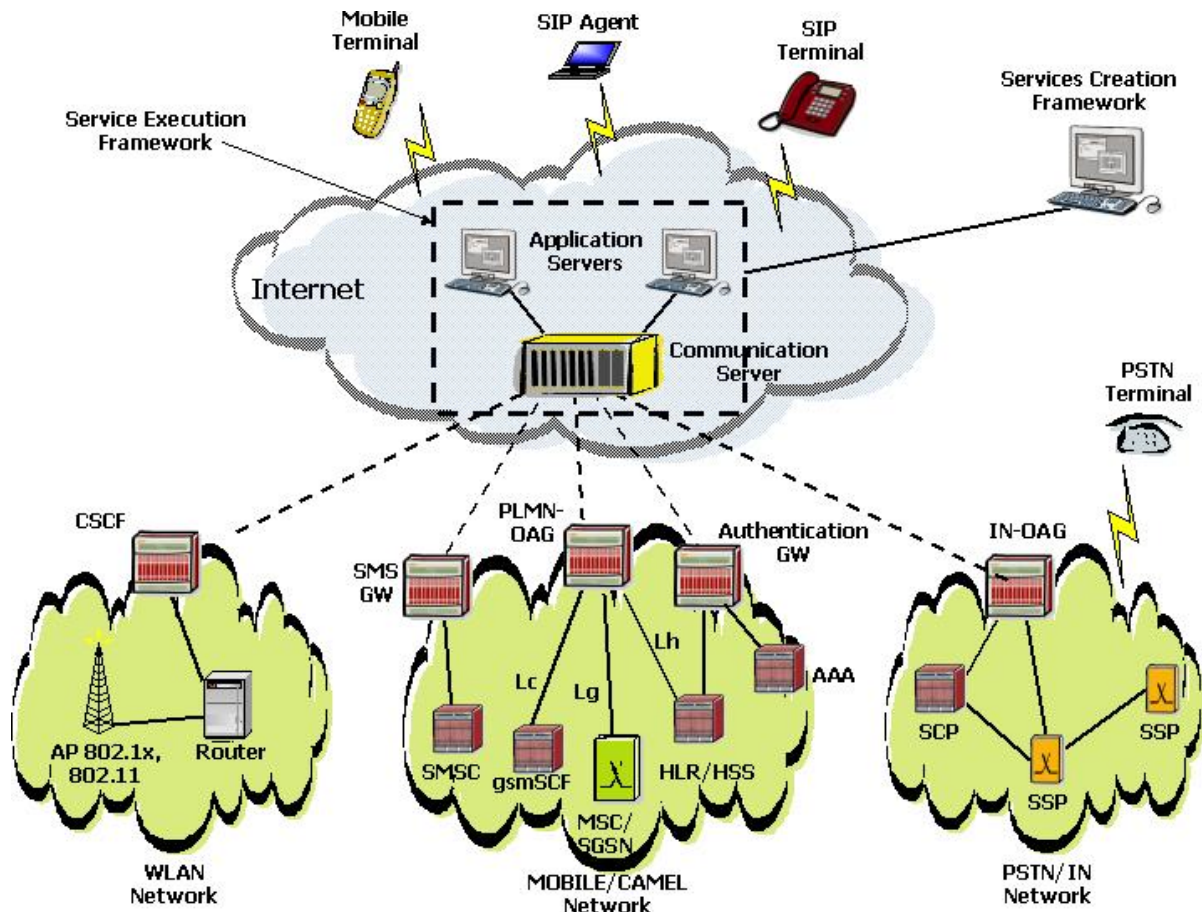 Mobile
Terminal
SIP Agent
SIP
Terminal
Services Creation
Framework
Service Execution
Framework
Application
Servers
Internet
Communication
Server
PSTN
Terminal
CSCF
PLMN-
OAG
Authentication
GW
IN-OAG
SMS
GW
Lh
Lc
Lg
AAA
AP 802.1x,
802.11
Router
SMSC
gsmSCF
HLR/HSS
MSC/
SGSN
SCP
SSP
SSP
WLAN
Network
MOBILE/CAMEL
Network
PSTN/IN
Network